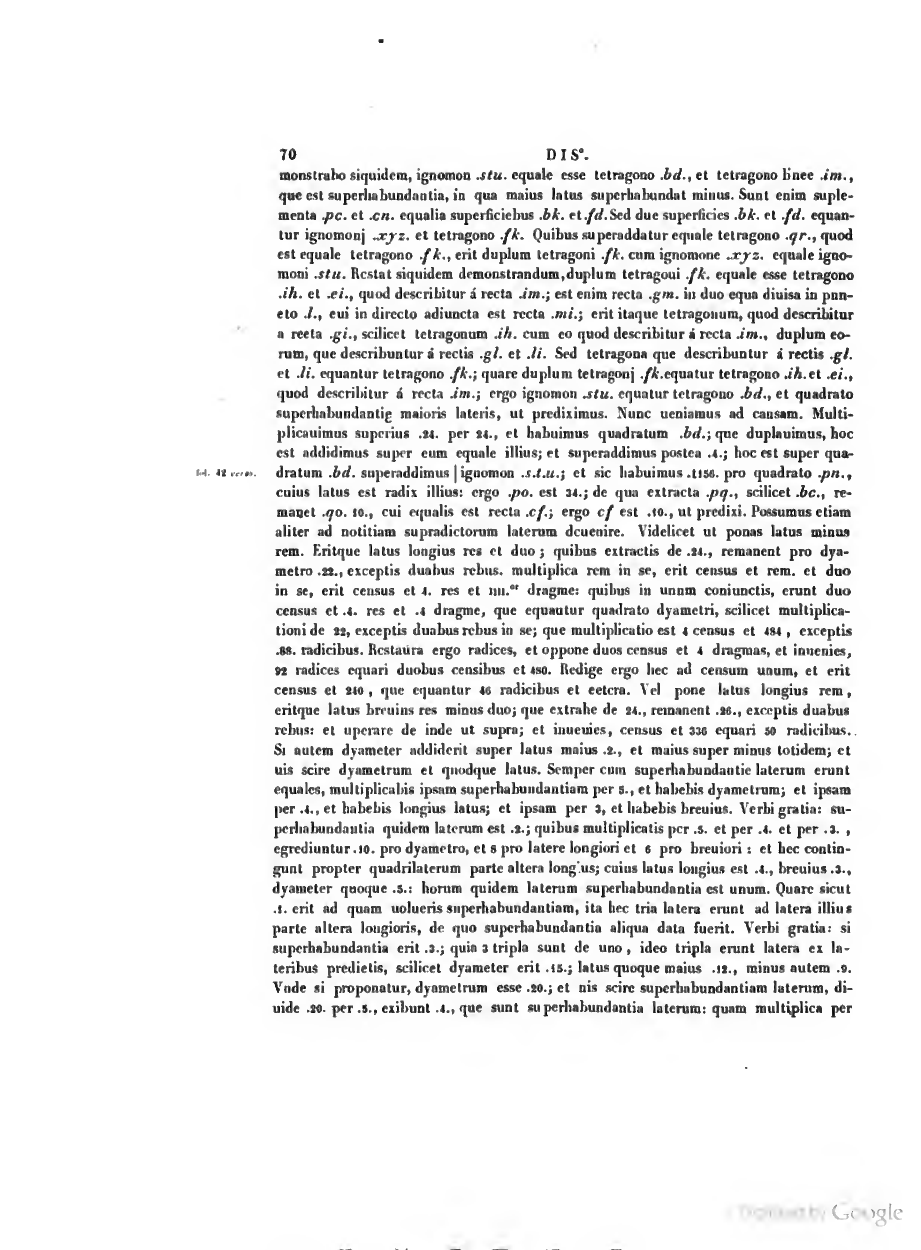 70 DISᵃ.
monstrabo siquidem, ignomon .stu. equale esse tetragono .bd., et tetragono linee .im.,
que est superhabundantia, in qua maius latus superhabundat minus. Sunt enim suple-
menta .pc. et .cn. equalia superficiebus .bk. et .fd. Sed due superficies .bk. et .fd. equan-
tur ignomonj .xyz. et tetragono .fk. Quibus superaddatur equale tetragono .qr., quod
est equale tetragono .fk., erit duplum tetragoni .fk. cum ignomone .xyz. equale igno-
moni .stu. Restat siquidem demonstrandum, duplum tetragoui .fk. equale esse tetragono
.ih. et .ei., quod describitur á recta .im.; est enim recta .gm. in duo equa diuisa in pun-
cto .l., cui in directo adiuncta est recta .mi.; erit itaque tetragonum, quod describitur
a recta .gi., scilicet tetragonum .ih. cum eo quod describitur á recta .im., duplum eo-
rum, que describuntur á rectis .gl. et .li. Sed tetragona que describuntur á rectis .gl.
et .li. equantur tetragono .fk.; quare duplum tetragonj .fk. equatur tetragono .ih. et .ei.,
quod describitur á recta .im.; ergo ignomon .stu. equatur tetragono .bd., et quadrato
superhabundantię maioris lateris, ut prediximus. Nunc ueniamus ad causam. Multi-
plicauimus superius .24. per 24., et habuimus quadratum .bd.; que duplauimus, hoc
est addidimus super eum equale illius; et superaddimus postea .4.; hoc est super qua-
fol. 42 verso.
dratum .bd. superaddimus | ignomon .s.t.u.; et sic habuimus .1156. pro quadrato .pn.,
cuius latus est radix illius: ergo .po. est 34.; de qua extracta .pq., scilicet .bc., re-
manet .qo. 10., cui equalis est recta .cf.; ergo cf est .10., ut predixi. Possumus etiam
aliter ad notitiam supradictorum laterum deuenire. Videlicet ut ponas latus minus
rem. Eritque latus longius res et duo; quibus extractis de .24., remanent pro dya-
metro .22., exceptis duabus rebus. multiplica rem in se, erit census et rem. et duo
in se, erit census et 4. res et IIII.ᵒʳ dragme: quibus in unum coniunctis, erunt duo
census et .4. res et .4 dragme, que equautur quadrato dyametri, scilicet multiplica-
tioni de 22, exceptis duabus rebus in se; que multiplicatio est 4 census et 484, exceptis
.88. radicibus. Restaura ergo radices, et oppone duos census et 4 dragmas, et inuenies,
92 radices equari duobus censibus et 480. Redige ergo hec ad censum unum, et erit
census et 240, que equantur 46 radicibus et cetera. Vel pone latus longius rem,
eritque latus breuius res minus duo; que extrahe de 24., remanent .26., exceptis duabus
rebus: et operare de inde ut supra; et inuenies, census et 336 equari 50 radicibus.
Si autem dyameter addiderit super latus maius .2., et maius super minus totidem; et
uis scire dyametrum et quodque latus. Semper cum superhabundantie laterum erunt
equales, multiplicabis ipsam superhabundantiam per 5., et habebis dyametrum; et ipsam
per .4., et habebis longius latus; et ipsam per 3, et habebis breuius. Verbi gratia: su-
perhabundantia quidem laterum est .2.; quibus multiplicatis per .5. et per .4. et per .3. ,
egrediuntur .10. pro dyametro, et 8 pro latere longiori et 6 pro breuiori : et hec contin-
gunt propter quadrilaterum parte altera longius; cuius latus longius est .4., breuius .3.,
dyameter quoque .5.: horum quidem laterum superhabundantia est unum. Quare sicut
.1. erit ad quam uolueris superhabundantiam, ita hec tria latera erunt ad latera illius
parte altera longioris, de quo superhabundantia aliqua data fuerit. Verbi gratia: si
superhabundantia erit .3.; quia 3 tripla sunt de uno, ideo tripla erunt latera ex la-
teribus predictis, scilicet dyameter erit .15.; latus quoque maius .12., minus autem .9.
Vnde si proponatur, dyametrum esse .20.; et uis scire superhabundantiam laterum, di-
uide .20. per .5., exibunt .4., que sunt superhabundantia laterum: quam multiplica per
Digitized by Google